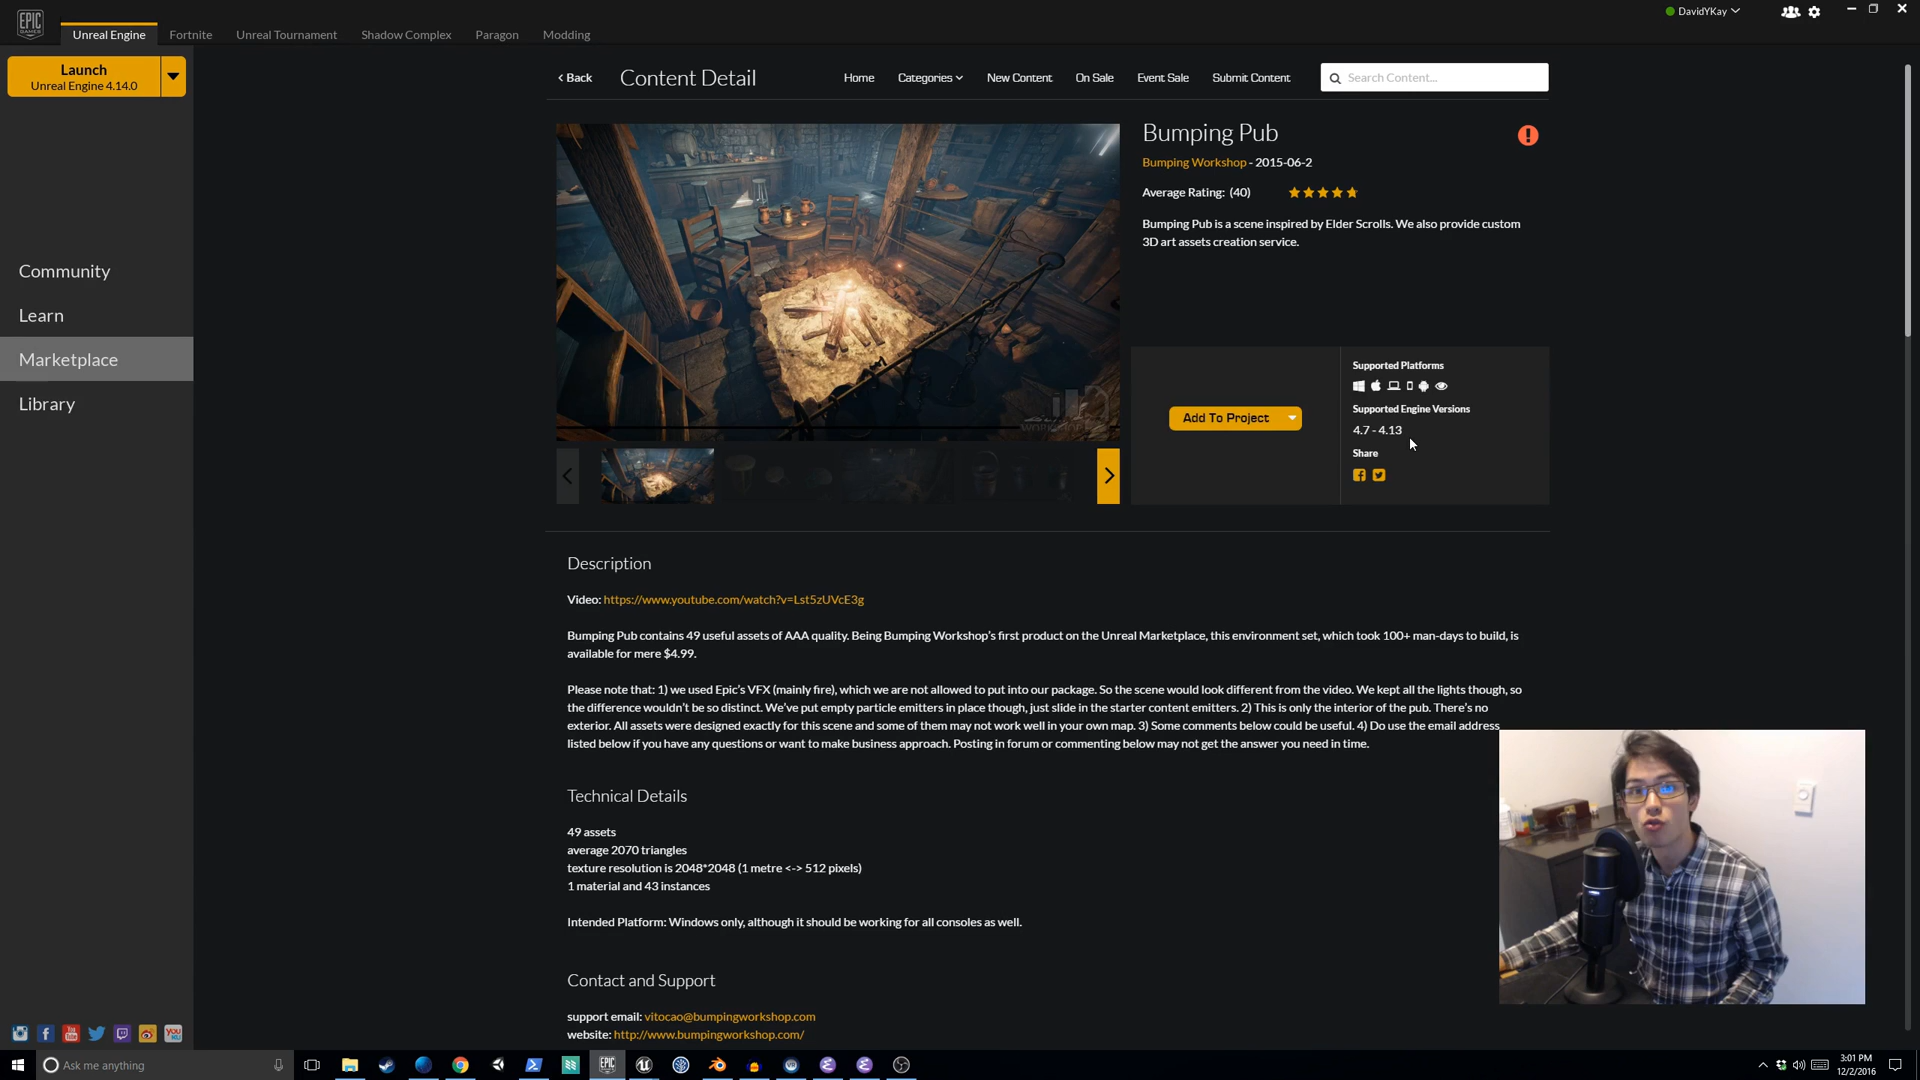 EPIC GAMES
Unreal Engine
Fortnite
Unreal Tournament
Shadow Complex
Paragon
Modding
DavidYKay
Launch
Unreal Engine 4.14.0
Community
Learn
Marketplace
Library
Back
Content Detail
Home
Categories
New Content
On Sale
Event Sale
Submit Content
Search Content...
Bumping Pub
Bumping Workshop - 2015-06-2
Average Rating: (40)
Bumping Pub is a scene inspired by Elder Scrolls. We also provide custom
3D art assets creation service.
WORKSHOP
Add To Project
Supported Platforms
Supported Engine Versions
4.7 - 4.13
Share
Description
Video: https://www.youtube.com/watch?v=Lst5zUVcE3g
Bumping Pub contains 49 useful assets of AAA quality. Being Bumping Workshop's first product on the Unreal Marketplace, this environment set, which took 100+ man-days to build, is
available for mere $4.99.
Please note that: 1) we used Epic's VFX (mainly fire), which we are not allowed to put into our package. So the scene would look different from the video. We kept all the lights though, so
the difference wouldn't be so distinct. We've put empty particle emitters in place though, just slide in the starter content emitters. 2) This is only the interior of the pub. There's no
exterior. All assets were designed exactly for this scene and some of them may not work well in your own map. 3) Some comments below could be useful. 4) Do use the email address
listed below if you have any questions or want to make business approach. Posting in forum or commenting below may not get the answer you need in time.
Technical Details
49 assets
average 2070 triangles
texture resolution is 2048*2048 (1 metre <-> 512 pixels)
1 material and 43 instances
Intended Platform: Windows only, although it should be working for all consoles as well.
Contact and Support
support email: vitocao@bumpingworkshop.com
website: http://www.bumpingworkshop.com/
Ask me anything
EPIC
3:01 PM
12/2/2016